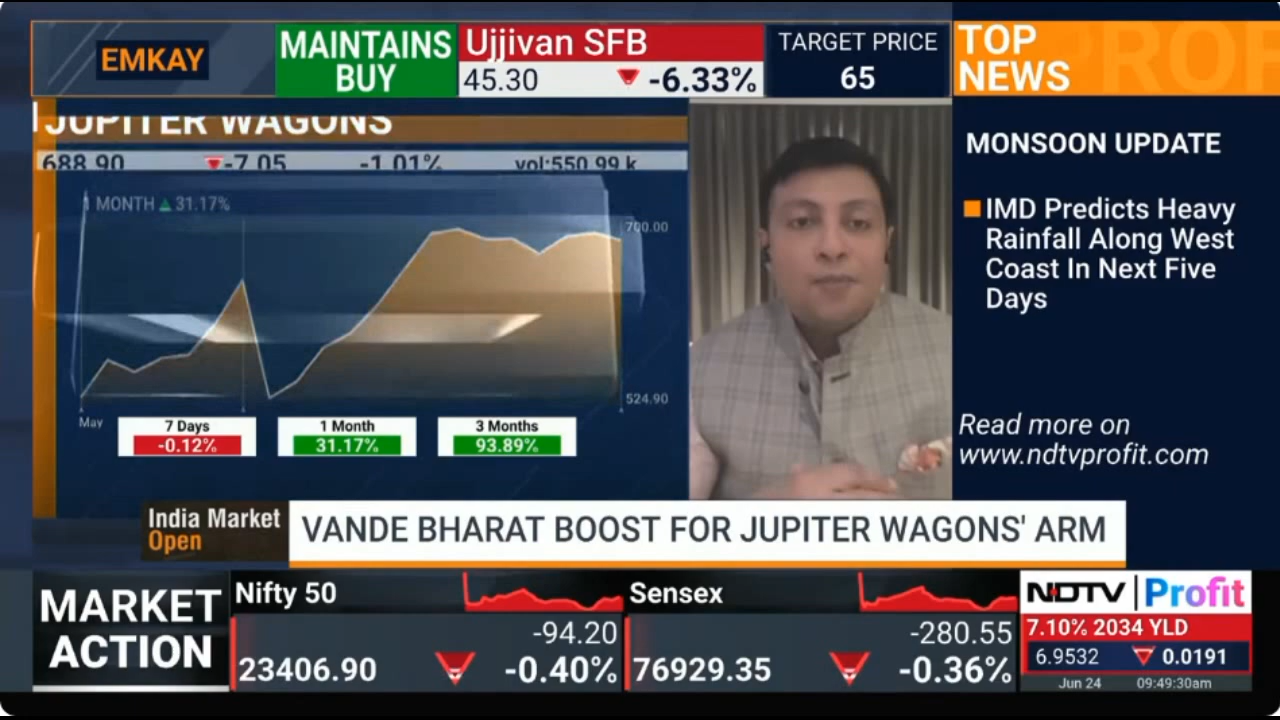 EMKAY
MAINTAINS
BUY
Ujjivan SFB
45.30 ▼ -6.33%
TARGET PRICE
65
TOP
NEWS
PROF
JUPITER WAGONS
688.90 ▼-7.05 -1.01% vol:550.99 k
1 MONTH ▲ 31.17%
700.00
524.90
May
7 Days
-0.12%
1 Month
31.17%
3 Months
93.89%
MONSOON UPDATE
IMD Predicts Heavy
Rainfall Along West
Coast In Next Five
Days
Read more on
www.ndtvprofit.com
India Market
Open
VANDE BHARAT BOOST FOR JUPITER WAGONS' ARM
MARKET
ACTION
Nifty 50
-94.20
23406.90 ▼ -0.40%
Sensex
-280.55
76929.35 ▼ -0.36%
NDTV Profit
7.10% 2034 YLD
6.9532 ▼ 0.0191
Jun 24 09:49:30am